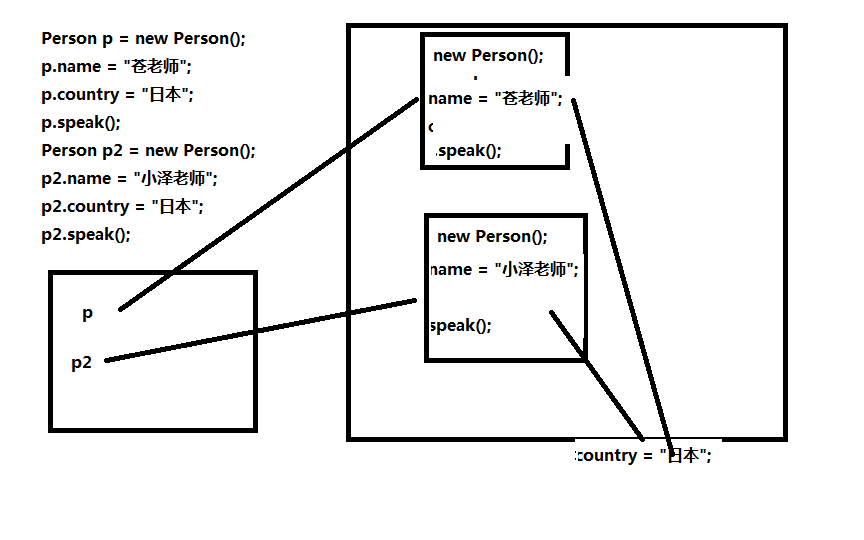 Person p = new Person();
p.name = "苍老师";
p.country = "日本";
p.speak();
Person p2 = new Person();
p2.name = "小泽老师";
p2.country = "日本";
p2.speak();
p
p2
new Person();
name = "苍老师";
.speak();
new Person();
name = "小泽老师";
speak();
country = "日本";